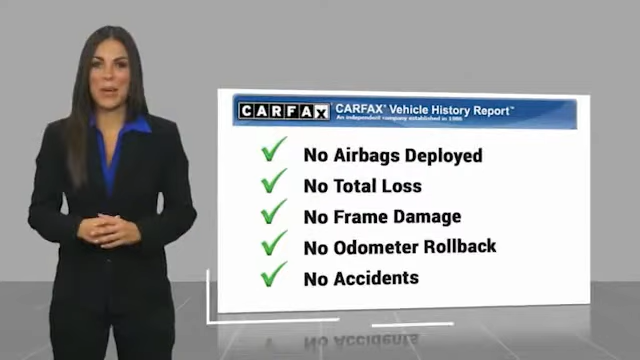 CARFAX CARFAX® Vehicle History Report™
An independent company established in 1986
No Airbags Deployed
No Total Loss
No Frame Damage
No Odometer Rollback
No Accidents